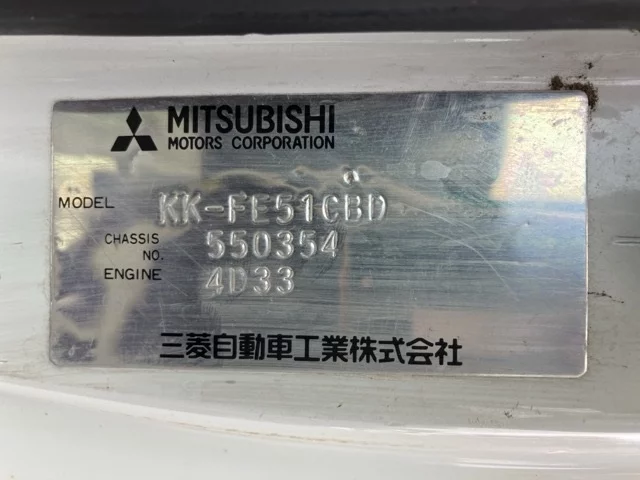 MITSUBISHI
MOTORS CORPORATION
MODEL KK-FE51CBD
CHASSIS NO. 550354
ENGINE 4D33
三菱自動車工業株式会社